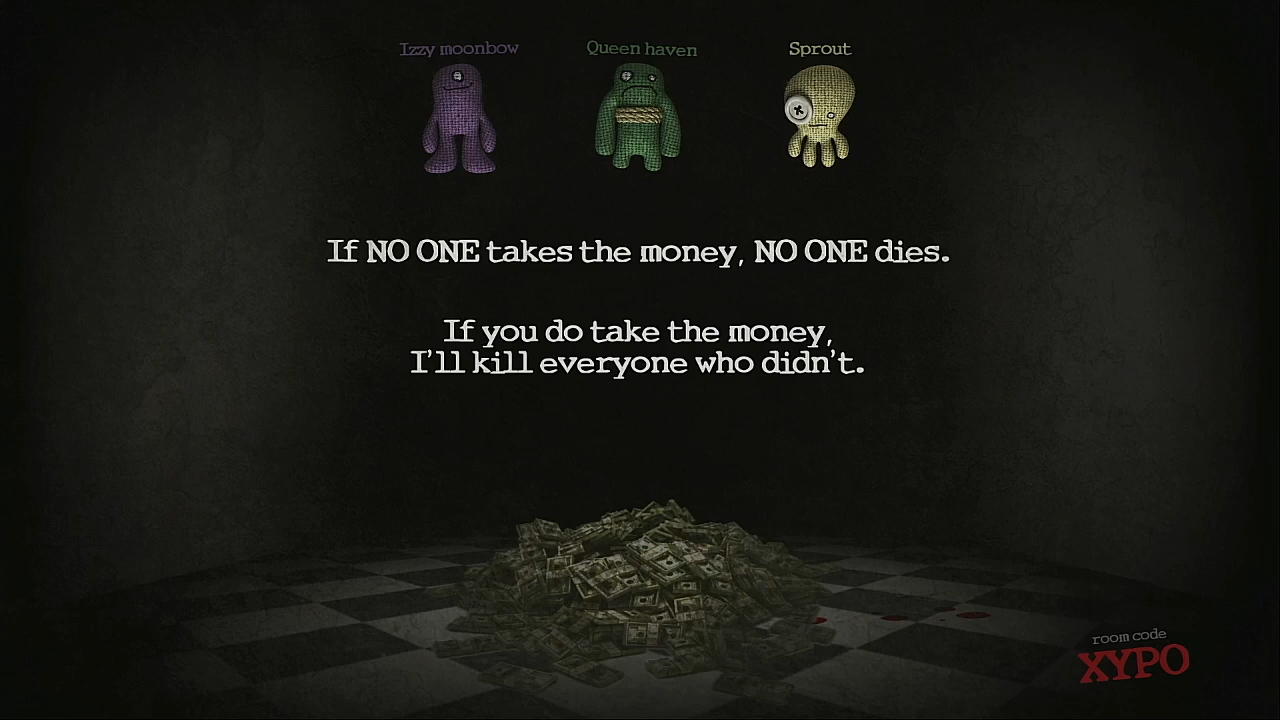 Izzy moonbow
Queen haven
Sprout
If NO ONE takes the money, NO ONE dies.
If you do take the money,
I'll kill everyone who didn't.
room code
XYPO